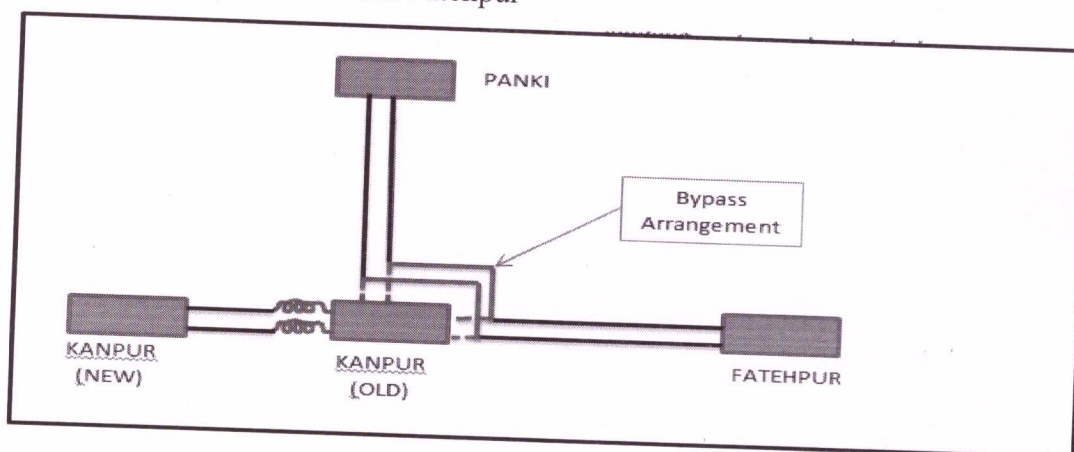 PANKI
Bypass
Arrangement
KANPUR
(NEW)
KANPUR
(OLD)
FATEHPUR